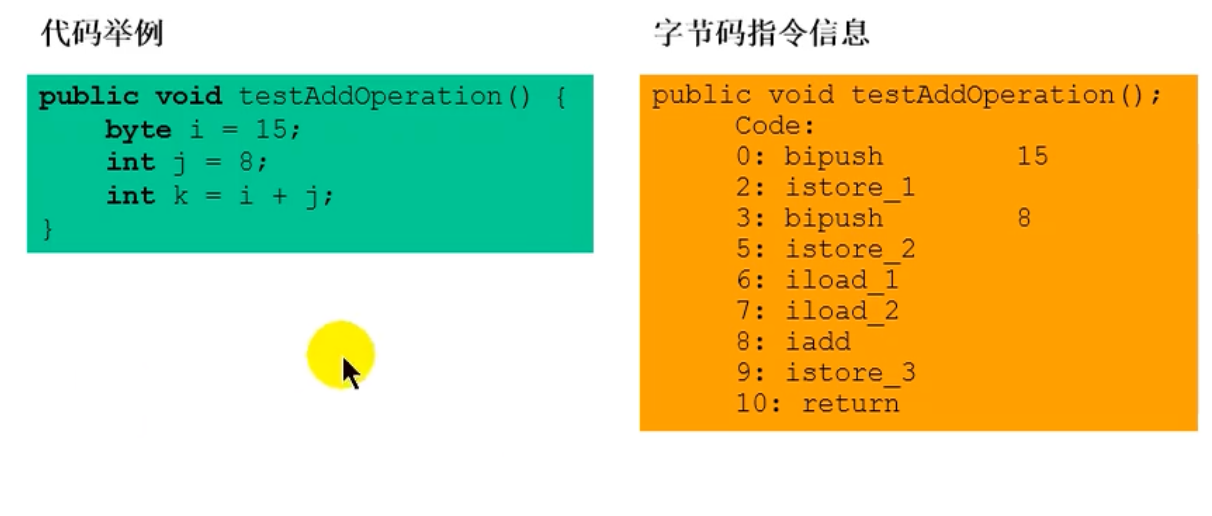 代码举例
public void testAddOperation() {
    byte i = 15;
    int j = 8;
    int k = i + j;
}
字节码指令信息
public void testAddOperation();
     Code:
     0: bipush        15
     2: istore_1
     3: bipush        8
     5: istore_2
     6: iload_1
     7: iload_2
     8: iadd
     9: istore_3
     10: return